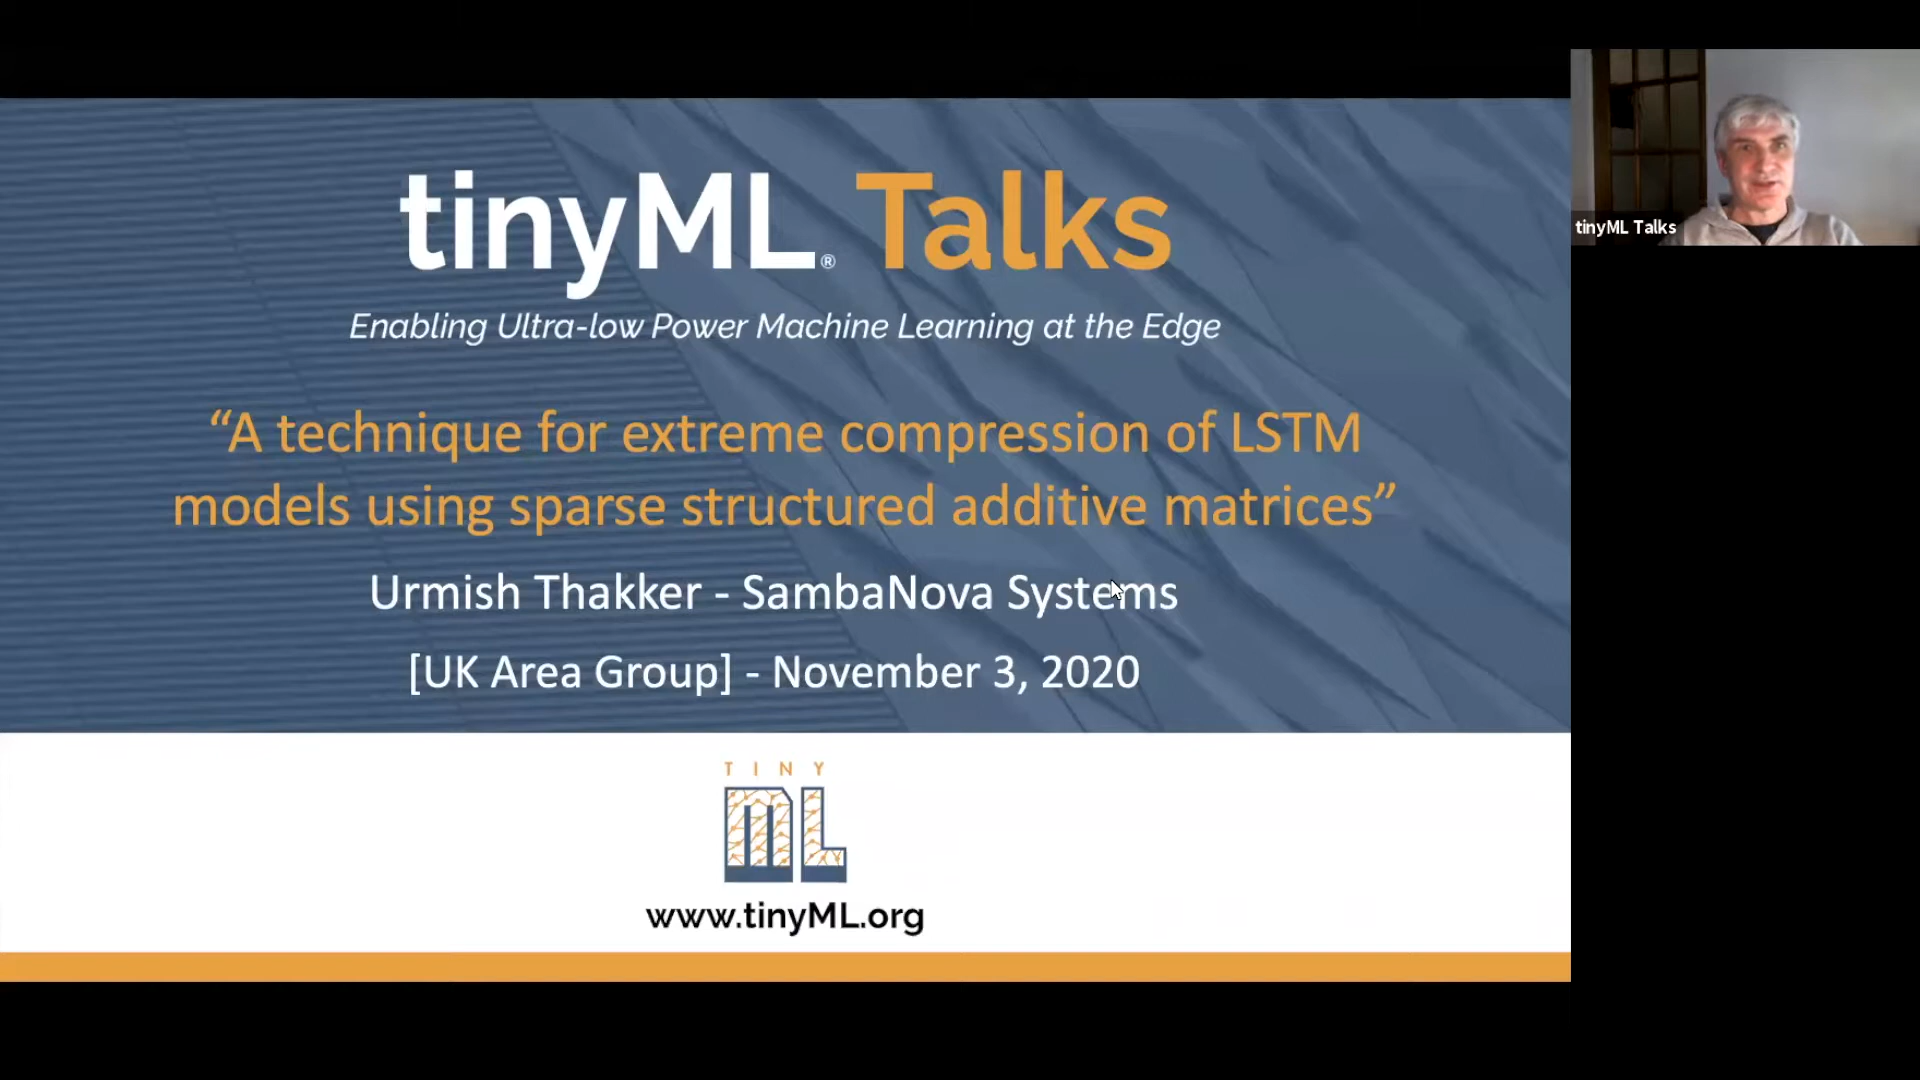 tinyML® Talks
Enabling Ultra-low Power Machine Learning at the Edge
“A technique for extreme compression of LSTM
models using sparse structured additive matrices”
Urmish Thakker - SambaNova Systems
[UK Area Group] - November 3, 2020
TINY
ML
www.tinyML.org
tinyML Talks